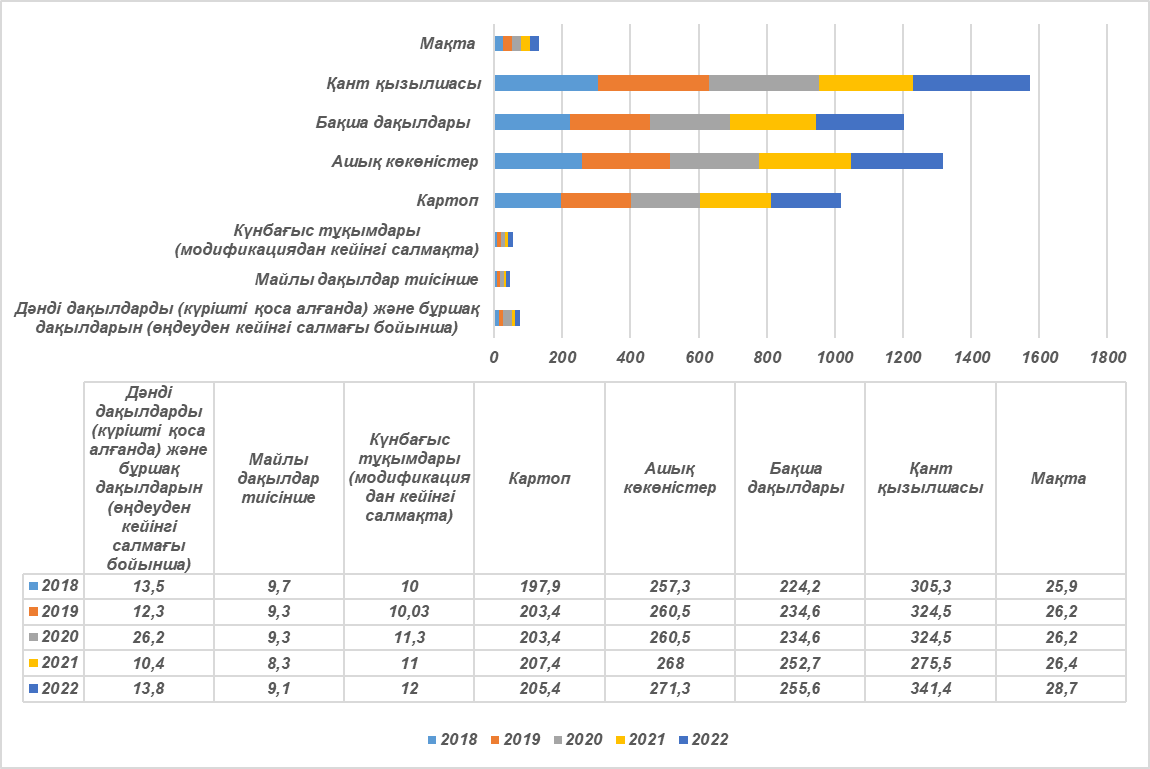 Мақта
Қант қызылшасы
Бақша дақылдары
Ашық көкөністер
Картоп
Күнбағыс тұқымдары
(модификациядан кейінгі салмақта)
Майлы дақылдар тиісінше
Дәнді дақылдарды (күрішті қоса алғанда) және бұршақ
дақылдарын (өңдеуден кейінгі салмағы бойынша)
0 200 400 600 800 1000 1200 1400 1600 1800
Дәнді
дақылдарды
(күрішті қоса
алғанда) және
бұршақ
дақылдарын
(өңдеуден
кейінгі
салмағы
бойынша)
Майлы
дақылдар
тиісінше
Күнбағыс
тұқымдары
(модификация
дан кейінгі
салмақта)
Картоп
Ашық
көкөністер
Бақша
дақылдары
Қант
қызылшасы
Мақта
2018 13,5 9,7 10 197,9 257,3 224,2 305,3 25,9
2019 12,3 9,3 10,03 203,4 260,5 234,6 324,5 26,2
2020 26,2 9,3 11,3 203,4 260,5 234,6 324,5 26,2
2021 10,4 8,3 11 207,4 268 252,7 275,5 26,4
2022 13,8 9,1 12 205,4 271,3 255,6 341,4 28,7
2018 2019 2020 2021 2022